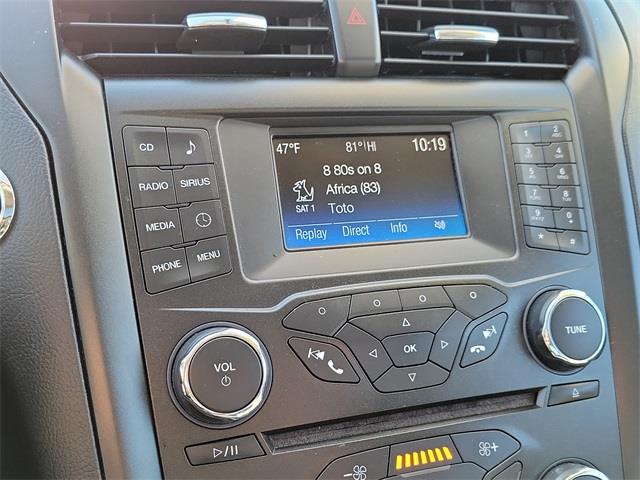 47°F 81°|HI 10:19
8 80s on 8
Africa (83)
SAT 1 Toto
Replay Direct Info
CD
RADIO SIRIUS
MEDIA
PHONE MENU
1 2 ABC
3 4
5 6
7 8
9 0
* #
VOL
OK
TUNE